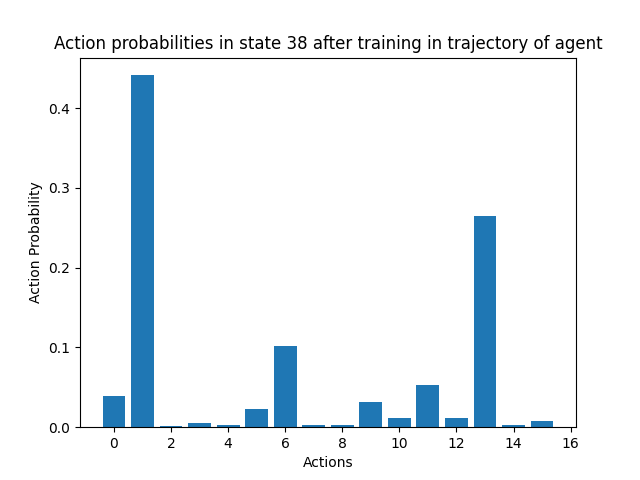 Action probabilities in state 38 after training in trajectory of agent
Action Probability
0.4
0.3
0.2
0.1
0.0
0 2 4 6 8 10 12 14 16
Actions